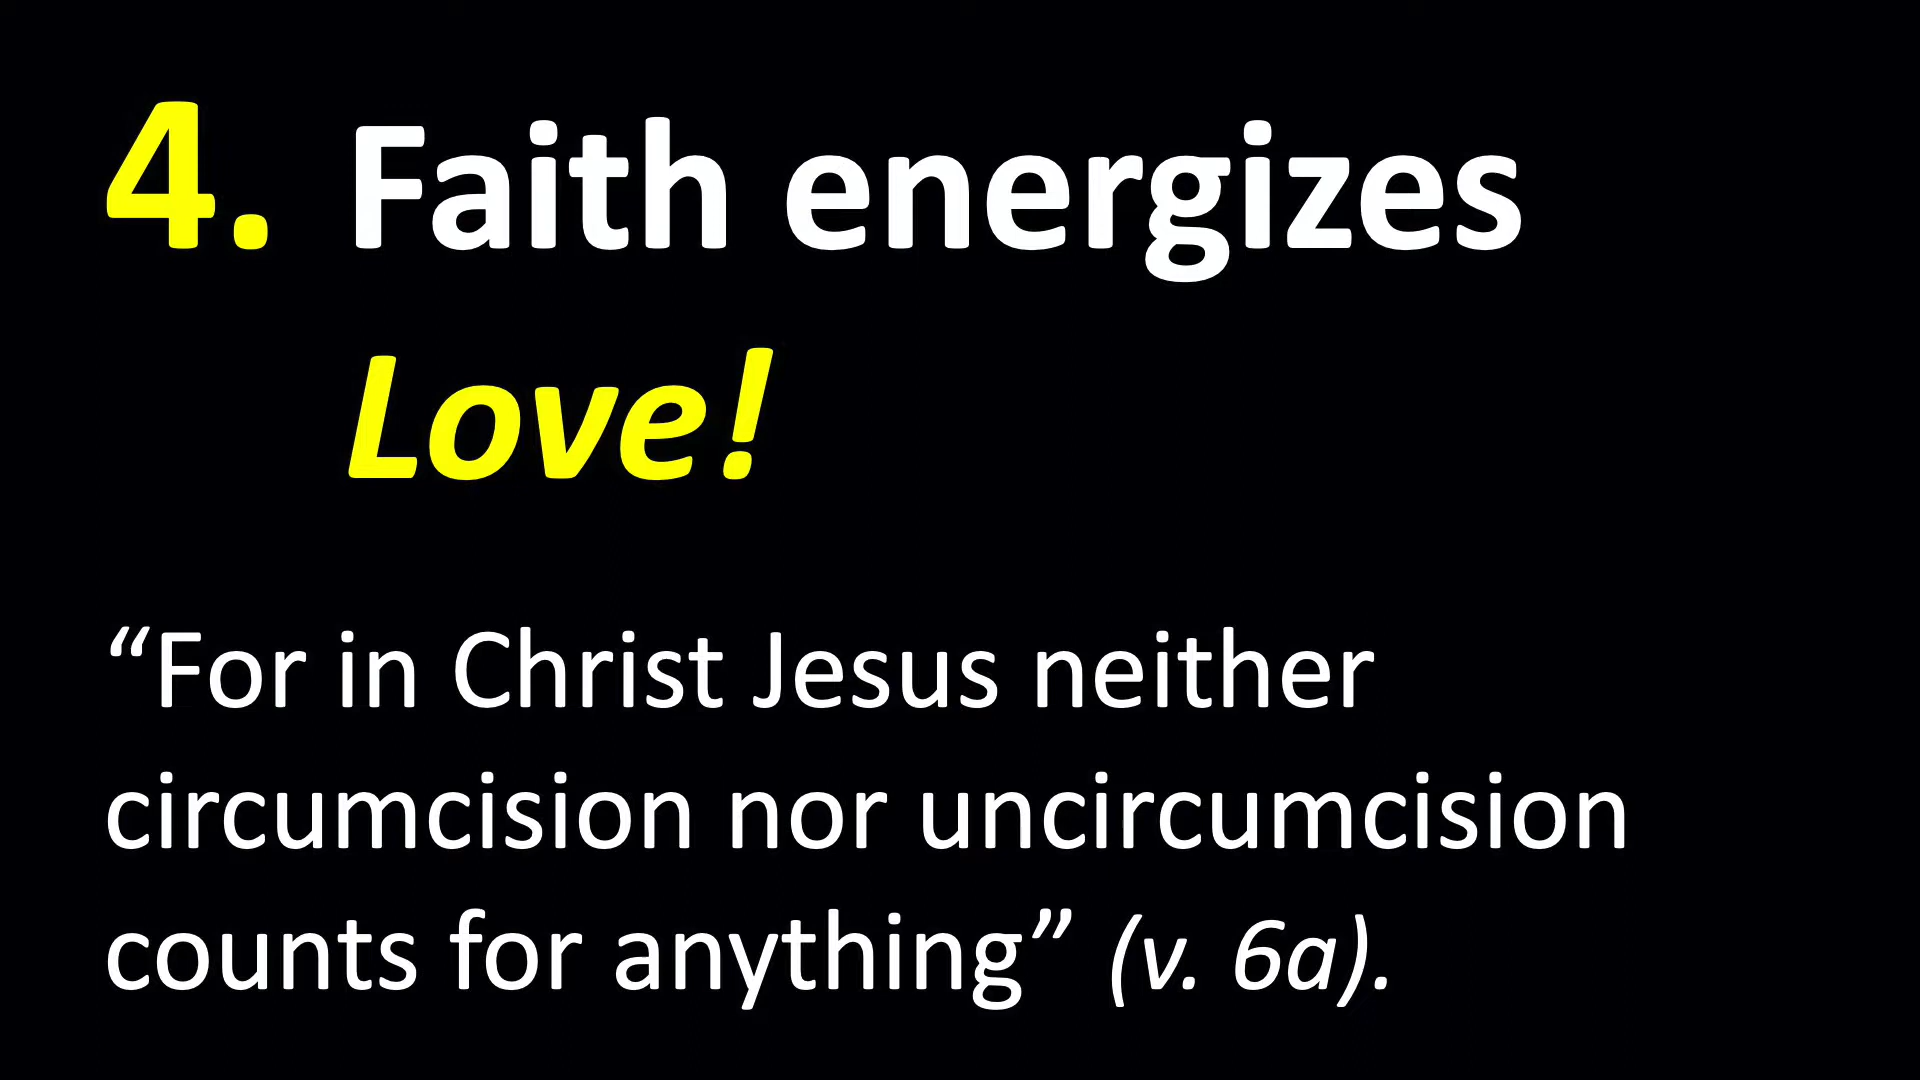 4. Faith energizes
Love!
“For in Christ Jesus neither
circumcision nor uncircumcision
counts for anything” (v. 6a).